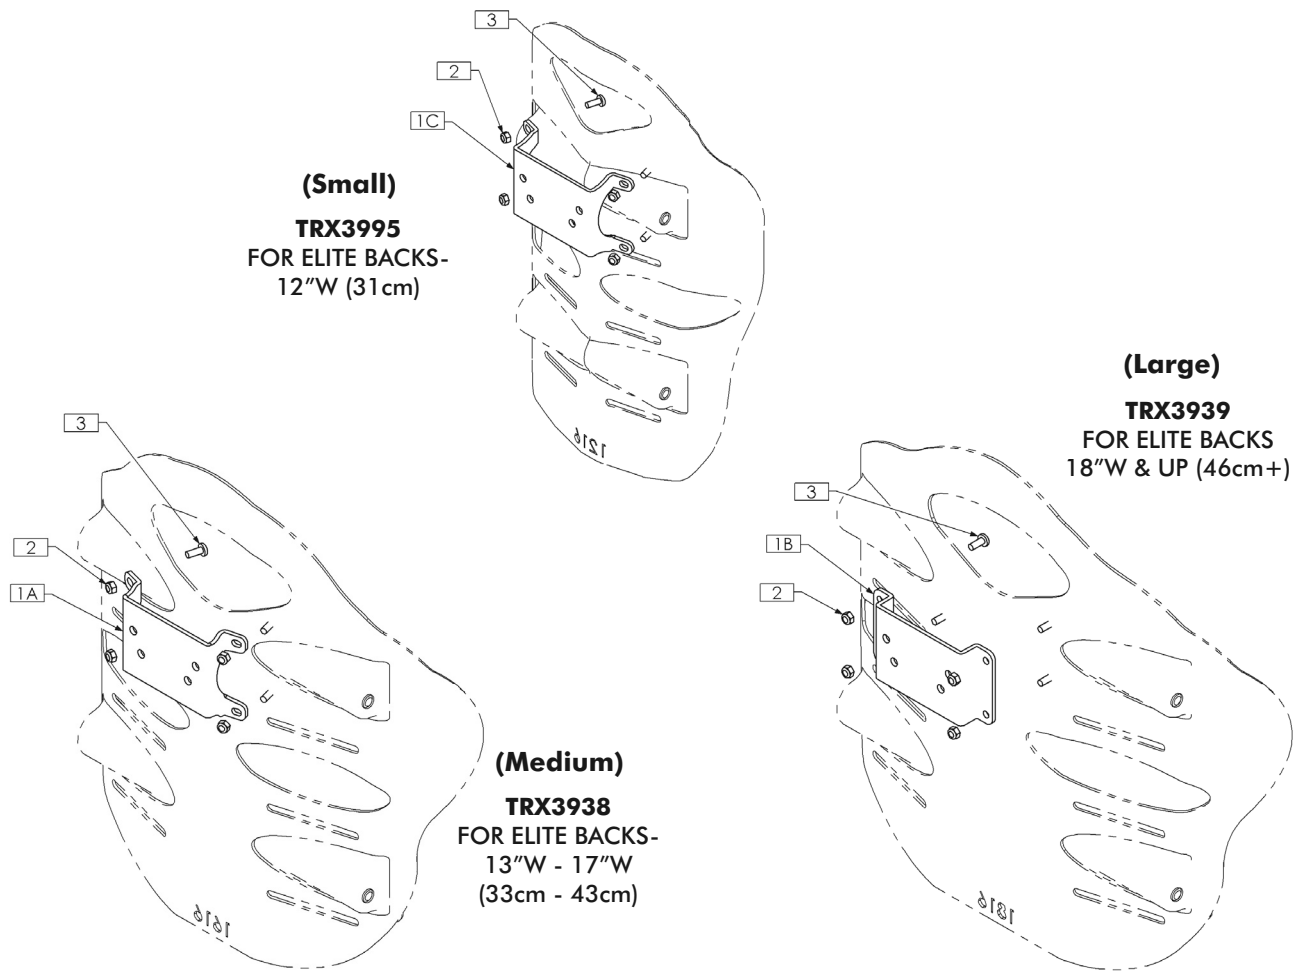 3
2
1C
(Small)
TRX3995
FOR ELITE BACKS-
12”W (31cm)
1216
(Large)
TRX3939
FOR ELITE BACKS
18”W & UP (46cm+)
3
1B
2
1816
3
2
1A
(Medium)
TRX3938
FOR ELITE BACKS-
13”W - 17”W
(33cm - 43cm)
1616